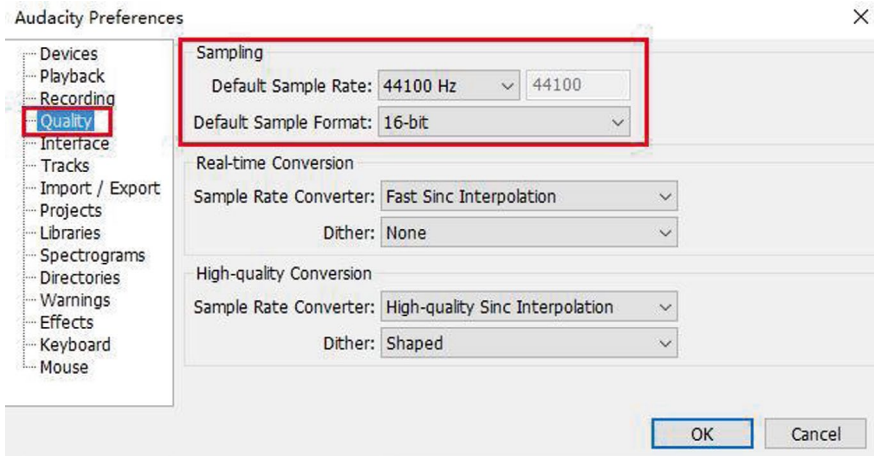 Audacity Preferences
Devices
Playback
Recording
Quality
Interface
Tracks
Import / Export
Projects
Libraries
Spectrograms
Directories
Warnings
Effects
Keyboard
Mouse
Sampling
Default Sample Rate: 44100 Hz 44100
Default Sample Format: 16-bit
Real-time Conversion
Sample Rate Converter: Fast Sinc Interpolation
Dither: None
High-quality Conversion
Sample Rate Converter: High-quality Sinc Interpolation
Dither: Shaped
OK Cancel